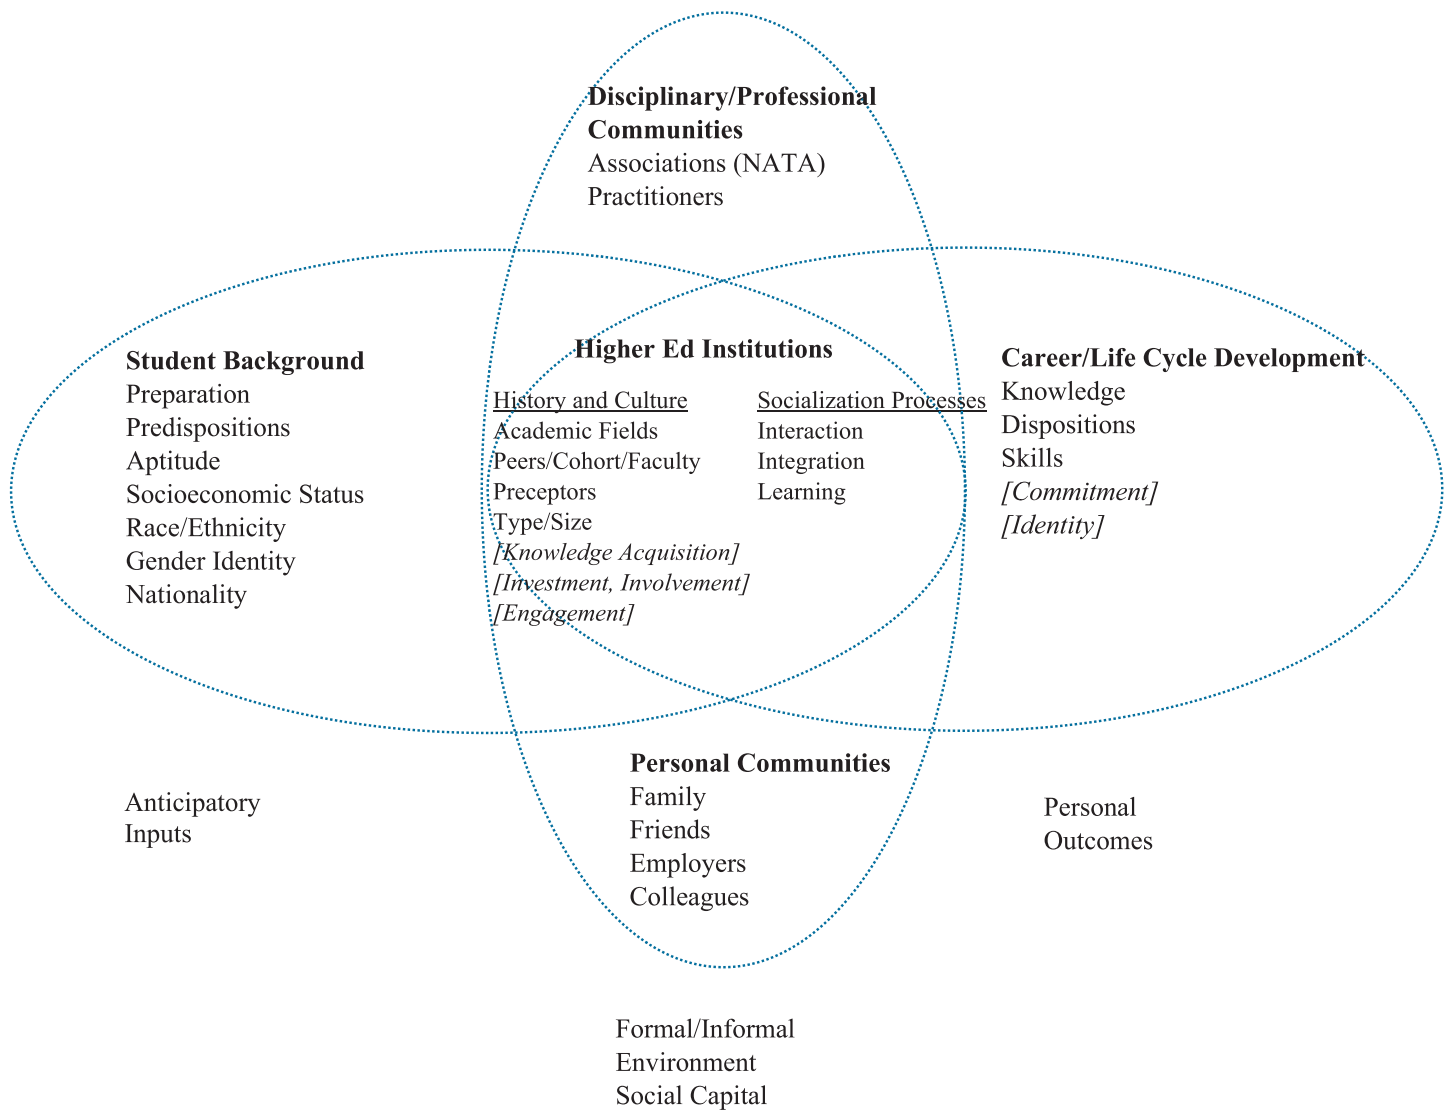 Disciplinary/Professional
Communities
Associations (NATA)
Practitioners
Student Background
Preparation
Predispositions
Aptitude
Socioeconomic Status
Race/Ethnicity
Gender Identity
Nationality
Higher Ed Institutions
History and Culture
Academic Fields
Peers/Cohort/Faculty
Preceptors
Type/Size
[Knowledge Acquisition]
[Investment, Involvement]
[Engagement]
Socialization Processes
Interaction
Integration
Learning
Career/Life Cycle Development
Knowledge
Dispositions
Skills
[Commitment]
[Identity]
Personal Communities
Family
Friends
Employers
Colleagues
Anticipatory
Inputs
Personal
Outcomes
Formal/Informal
Environment
Social Capital